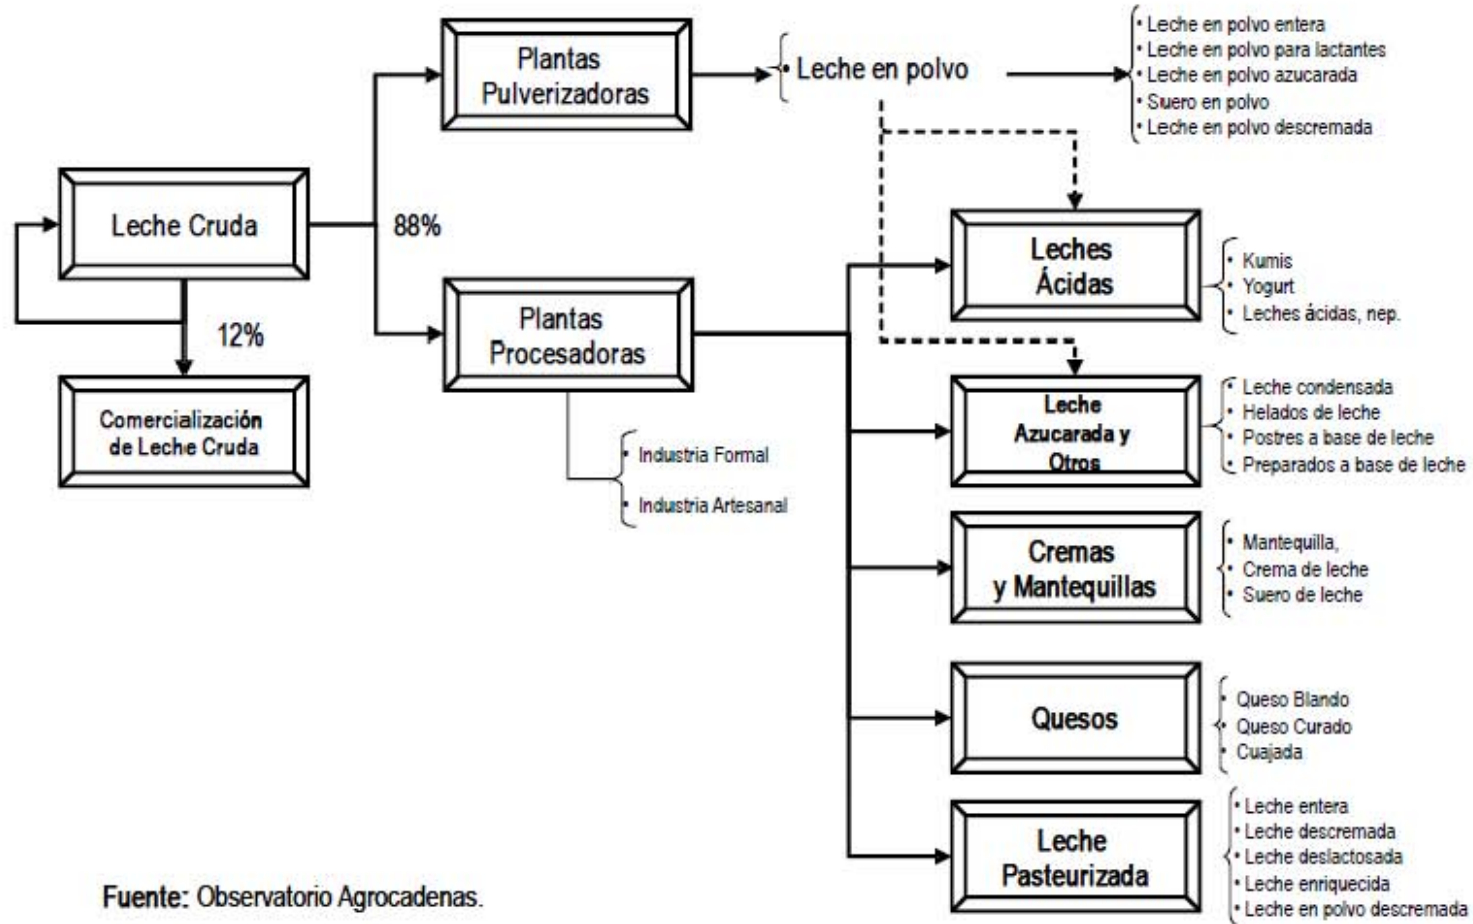 Plantas
Pulverizadoras
• Leche en polvo
• Leche en polvo entera
• Leche en polvo para lactantes
• Leche en polvo azucarada
• Suero en polvo
• Leche en polvo descremada
Leche Cruda
88%
12%
Comercialización
de Leche Cruda
Plantas
Procesadoras
• Industria Formal
• Industria Artesanal
Leches
Ácidas
• Kumis
• Yogurt
• Leches ácidas, nep.
Leche
Azucarada y
Otros
• Leche condensada
• Helados de leche
• Postres a base de leche
• Preparados a base de leche
Cremas
y Mantequillas
• Mantequilla,
• Crema de leche
• Suero de leche
Quesos
• Queso Blando
• Queso Curado
• Cuajada
Leche
Pasteurizada
• Leche entera
• Leche descremada
• Leche deslactosada
• Leche enriquecida
• Leche en polvo descremada
Fuente: Observatorio Agrocadenas.